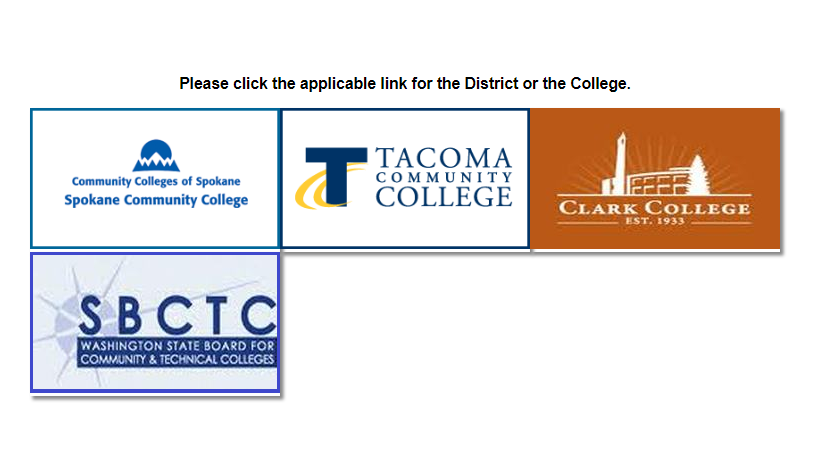 Please click the applicable link for the District or the College.
Community Colleges of Spokane
Spokane Community College
T TACOMA
COMMUNITY
COLLEGE
CLARK COLLEGE
EST. 1933
SBCTC
WASHINGTON STATE BOARD FOR
COMMUNITY & TECHNICAL COLLEGES